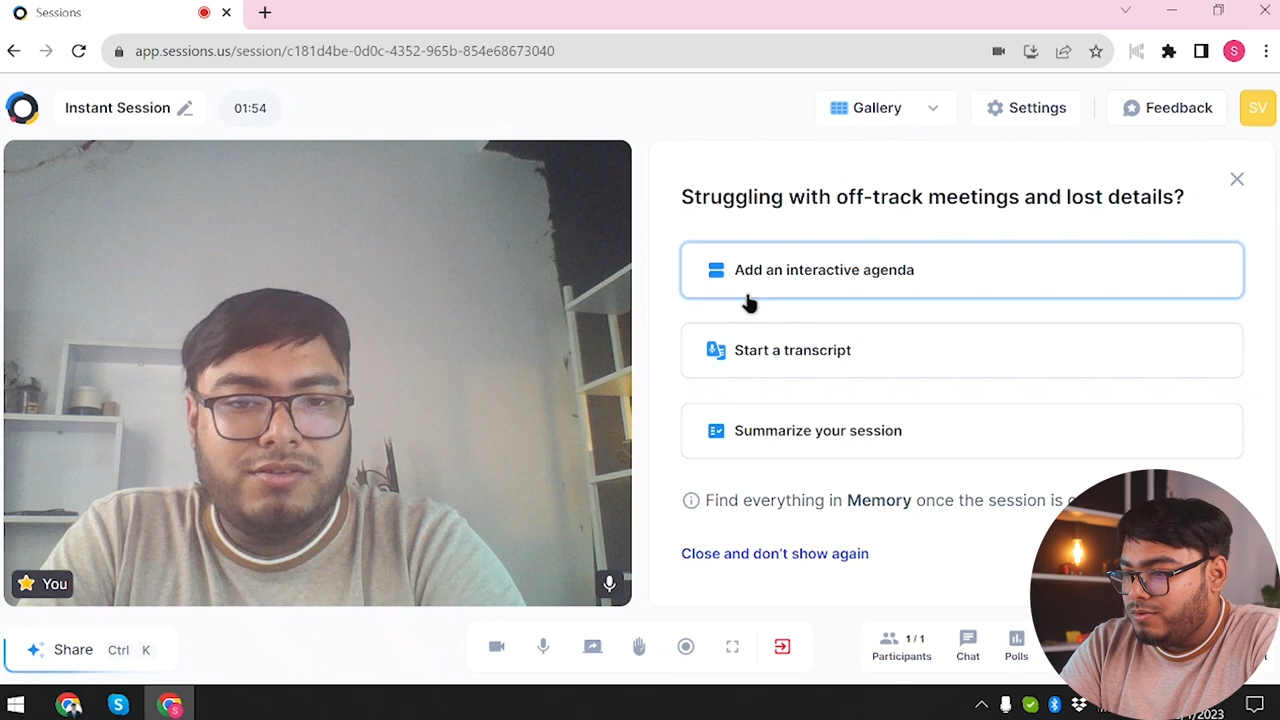 Sessions
app.sessions.us/session/c181d4be-0d0c-4352-965b-854e68673040
S
Instant Session
01:54
Gallery
Settings
Feedback
SV
Struggling with off-track meetings and lost details?
Add an interactive agenda
Start a transcript
Summarize your session
Find everything in Memory once the session is
Close and don't show again
You
Share Ctrl K
1 / 1
Participants
Chat
Polls